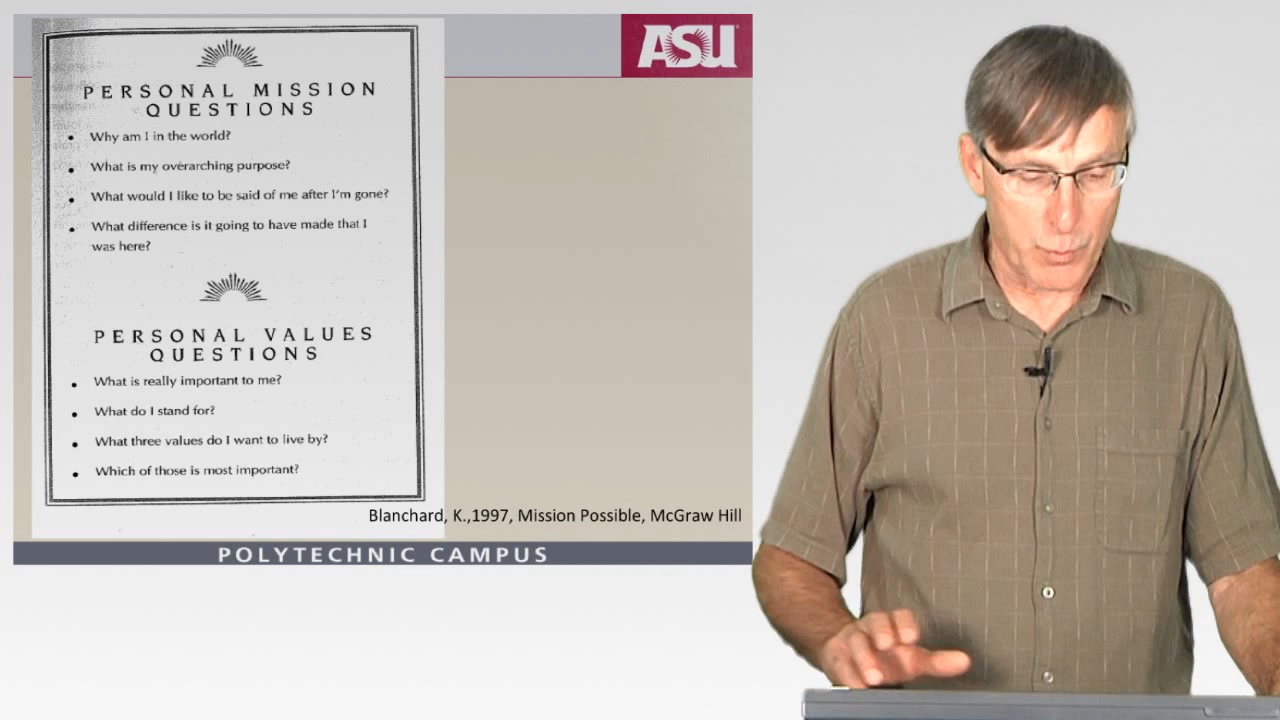 ASU
PERSONAL MISSION
QUESTIONS
• Why am I in the world?
• What is my overarching purpose?
• What would I like to be said of me after I'm gone?
• What difference is it going to have made that I
was here?
PERSONAL VALUES
QUESTIONS
• What is really important to me?
• What do I stand for?
• What three values do I want to live by?
• Which of those is most important?
Blanchard, K.,1997, Mission Possible, McGraw Hill
POLYTECHNIC CAMPUS